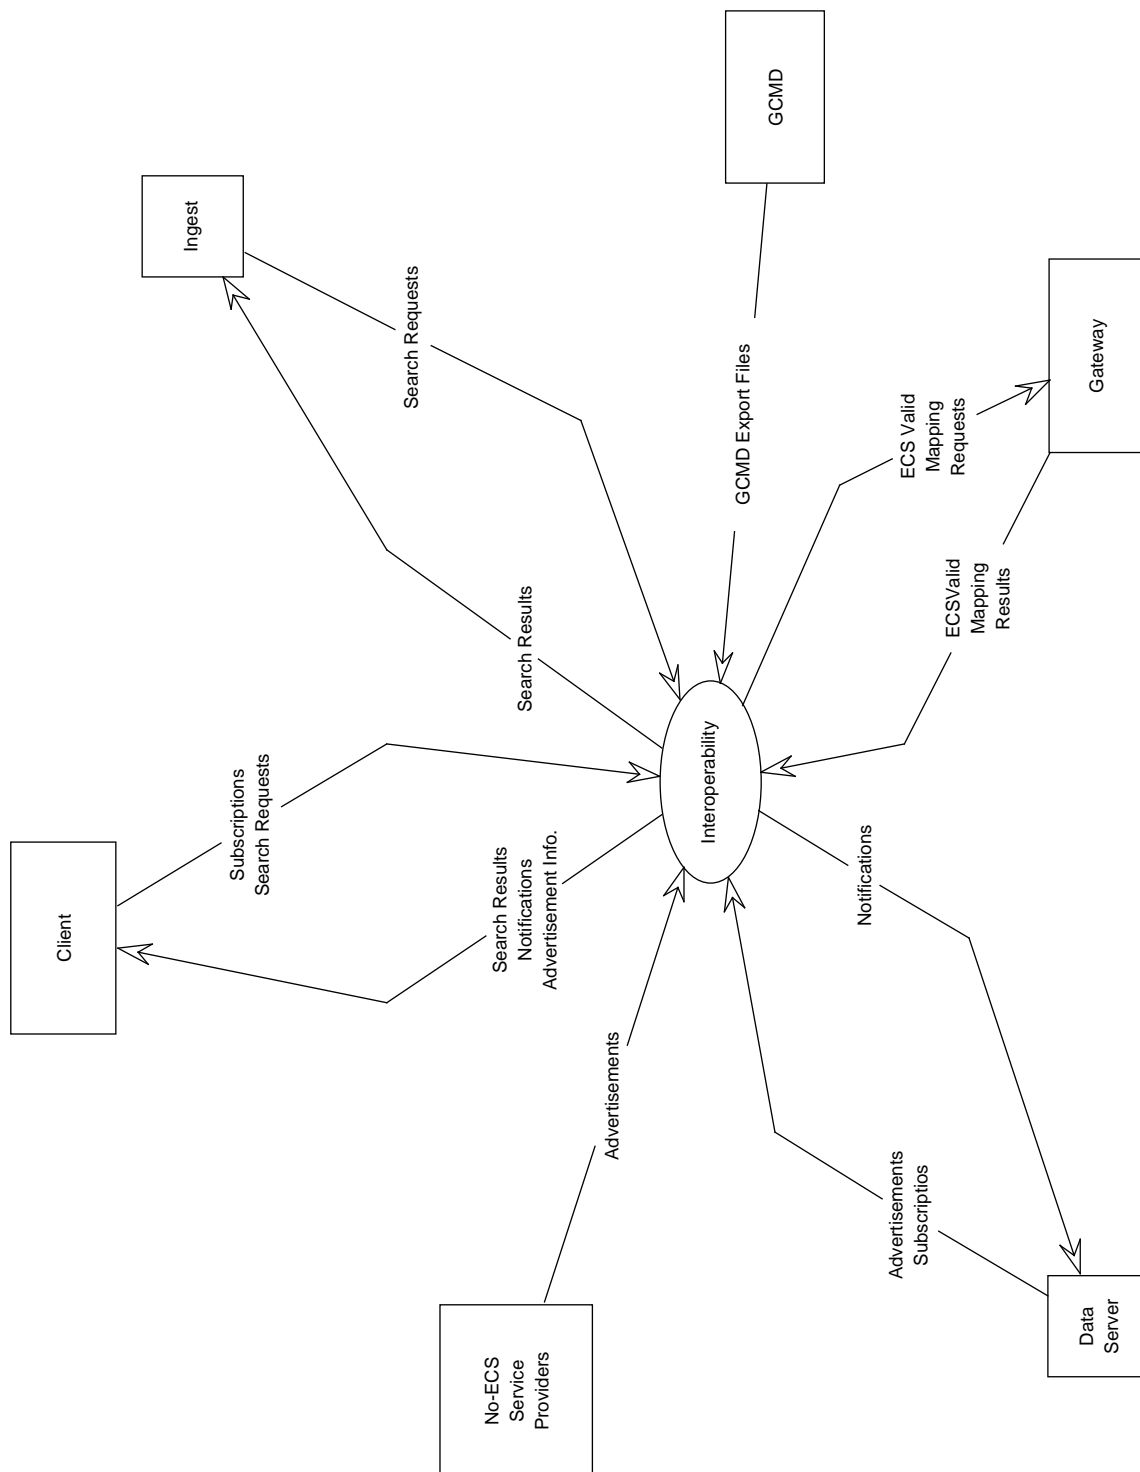 Client
Ingest
Subscriptions
Search Requests
Search Requests
Search Results
Notifications
Advertisement Info.
Search Results
No-ECS
Service
Providers
Advertisements
Interoperability
GCMD Export Files
GCMD
Advertisements
Subscriptios
Notifications
ECSValid
Mapping
Results
ECS Valid
Mapping
Requests
Data
Server
Gateway